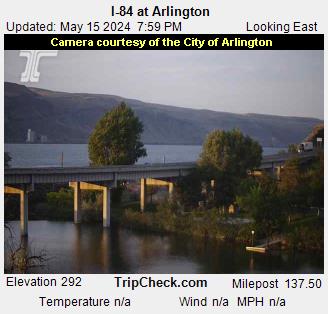 I-84 at Arlington
Updated: May 15 2024 7:59 PM Looking East
Camera courtesy of the City of Arlington
Elevation 292 TripCheck.com Milepost 137.50
Temperature n/a Wind n/a MPH n/a